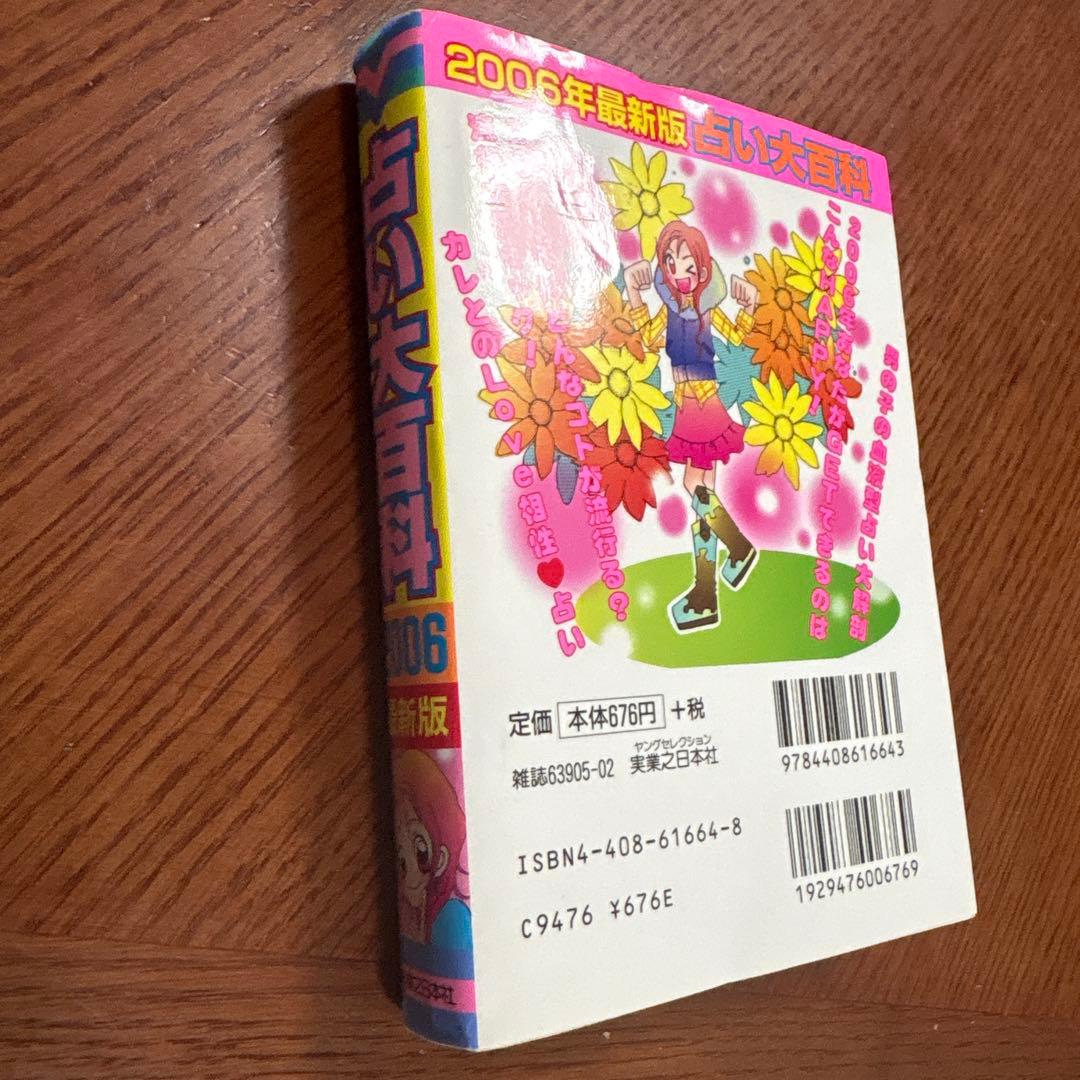 占い大百科
2006
最新版
2006年最新版 占い大百科
男の子の血液型占い大解剖
2006年あなたがGETできるのは
こんなHAPPY!
どんなコトが流行る?
カレとのLove相性♥占い
定価 本体676円 +税
ヤングセレクション
雑誌63905-02 実業之日本社
ISBN4-408-61664-8
C9476 ¥676E
9784408616643
1929476006769